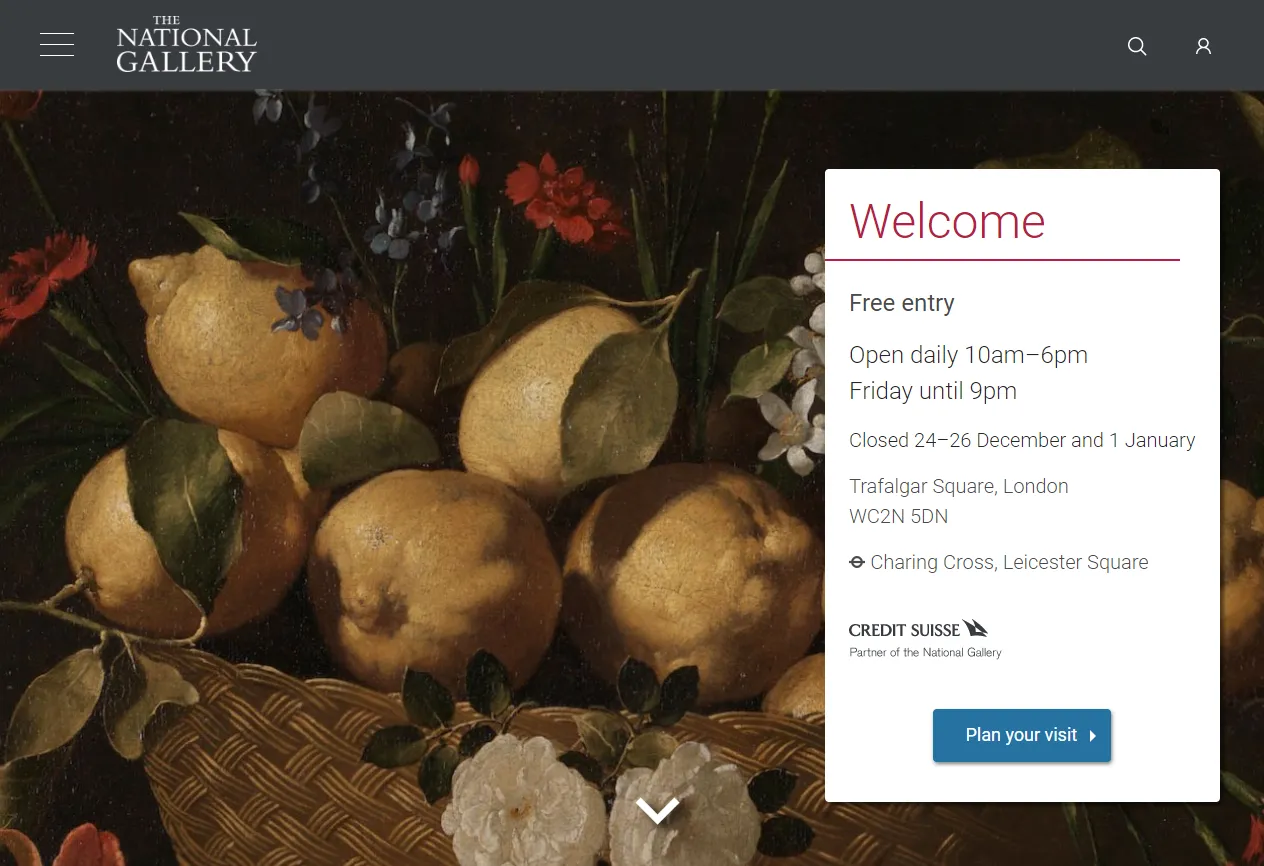 THE
NATIONAL
GALLERY
Welcome
Free entry
Open daily 10am–6pm
Friday until 9pm
Closed 24–26 December and 1 January
Trafalgar Square, London
WC2N 5DN
Charing Cross, Leicester Square
CREDIT SUISSE
Partner of the National Gallery
Plan your visit